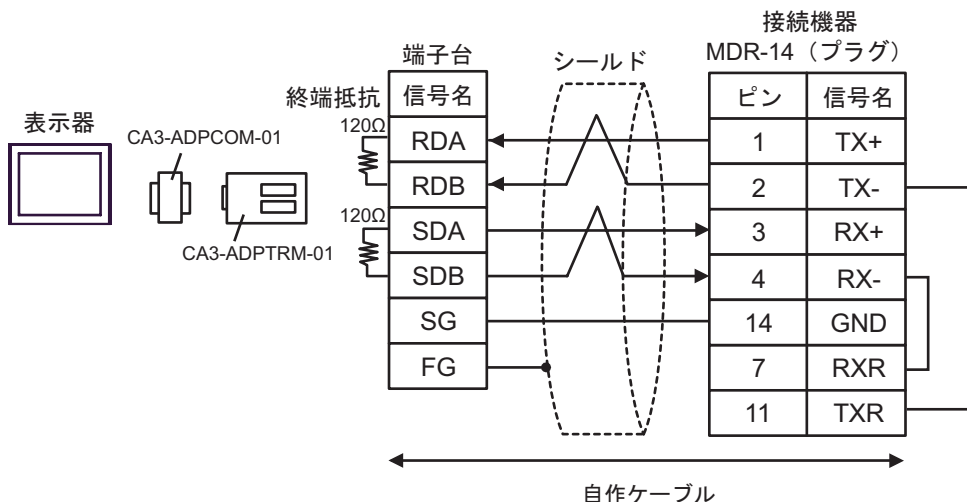 接続機器
MDR-14（プラグ）
端子台
シールド
終端抵抗
信号名
ピン
信号名
表示器
CA3-ADPCOM-01
CA3-ADPTRM-01
120Ω
RDA
1
TX+
RDB
2
TX-
120Ω
SDA
3
RX+
SDB
4
RX-
SG
14
GND
FG
7
RXR
11
TXR
自作ケーブル